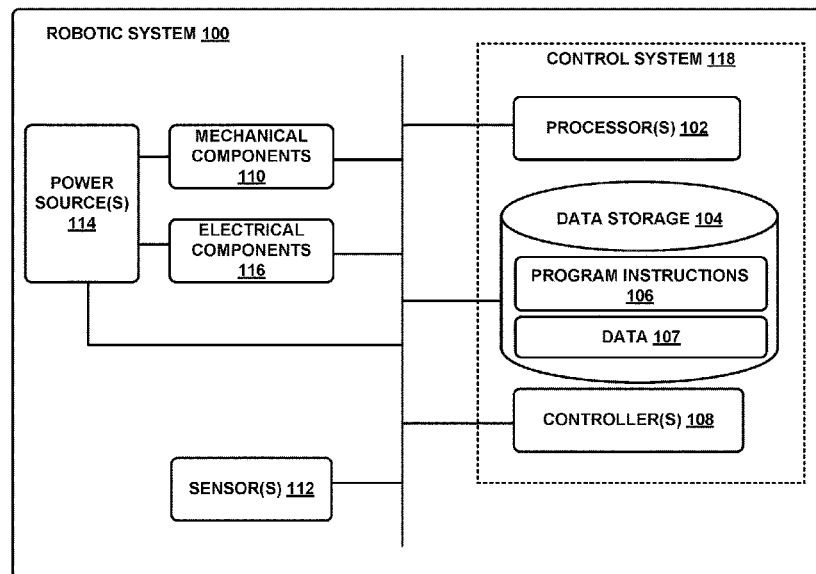 ROBOTIC SYSTEM 100
CONTROL SYSTEM 118
POWER
SOURCE(S)
114
MECHANICAL
COMPONENTS
110
ELECTRICAL
COMPONENTS
116
SENSOR(S) 112
PROCESSOR(S) 102
DATA STORAGE 104
PROGRAM INSTRUCTIONS
106
DATA 107
CONTROLLER(S) 108